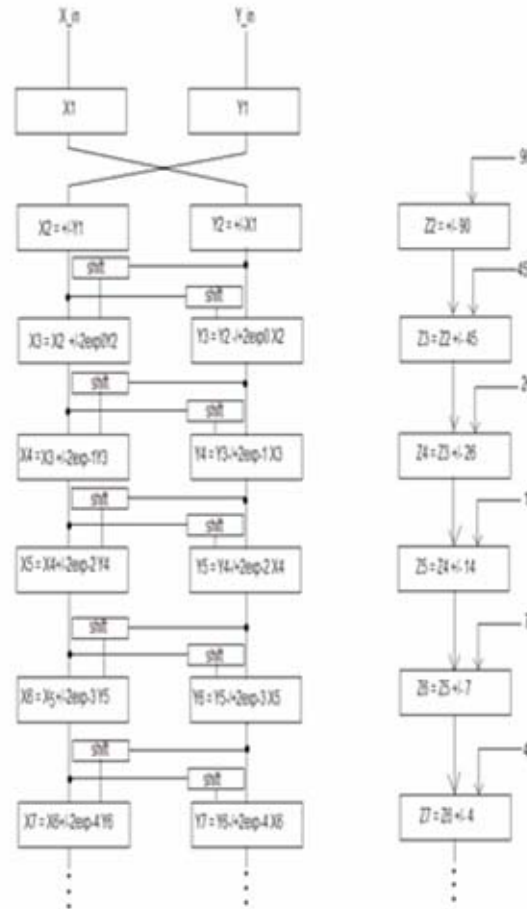 X_in Y_in
X1 Y1
X2 = +/-Y1 Y2 = +/-X1 Z2 = +/- 90
shift
shift
45
X3 = X2 +/-2exp0Y2 Y3 = Y2 -/+2exp0 X2 Z3 = Z2 +/- 45
shift
shift
X4 = X3 +/-2exp-1Y3 Y4 = Y3-/+2exp-1 X3 Z4 = Z3 +/- 26
shift
shift
X5 = X4+/-2exp-2 Y4 Y5 = Y4-/+2exp-2 X4 Z5 = Z4 +/- 14
shift
shift
7
X6 = X5+/-2exp-3 Y5 Y6 = Y5-/+2exp-3 X5 Z6 = Z5 +/- 7
shift
shift
4
X7 = X6+/-2exp-4 Y6 Y7 = Y6-/+2exp-4 X6 Z7 = Z6 +/- 4